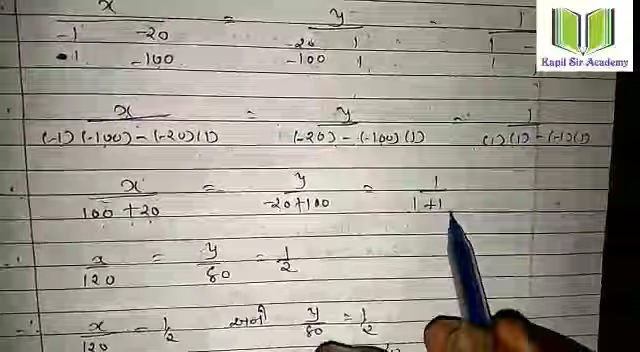 x = y = 1
-1 -20 -20 1 1 -
1 -100 -100 1 1
Kapil Sir Academy
∴ x = y = 1
(-1)(-100)-(-20)(1) (-20)-(-100)(1) (1)(1)-(-1)(1)
∴ x/100+20 = y/-20+100 = 1/1+1
∴ x/120 = y/80 = 1/2
∴ x/120 = 1/2 અને y/80 = 1/2